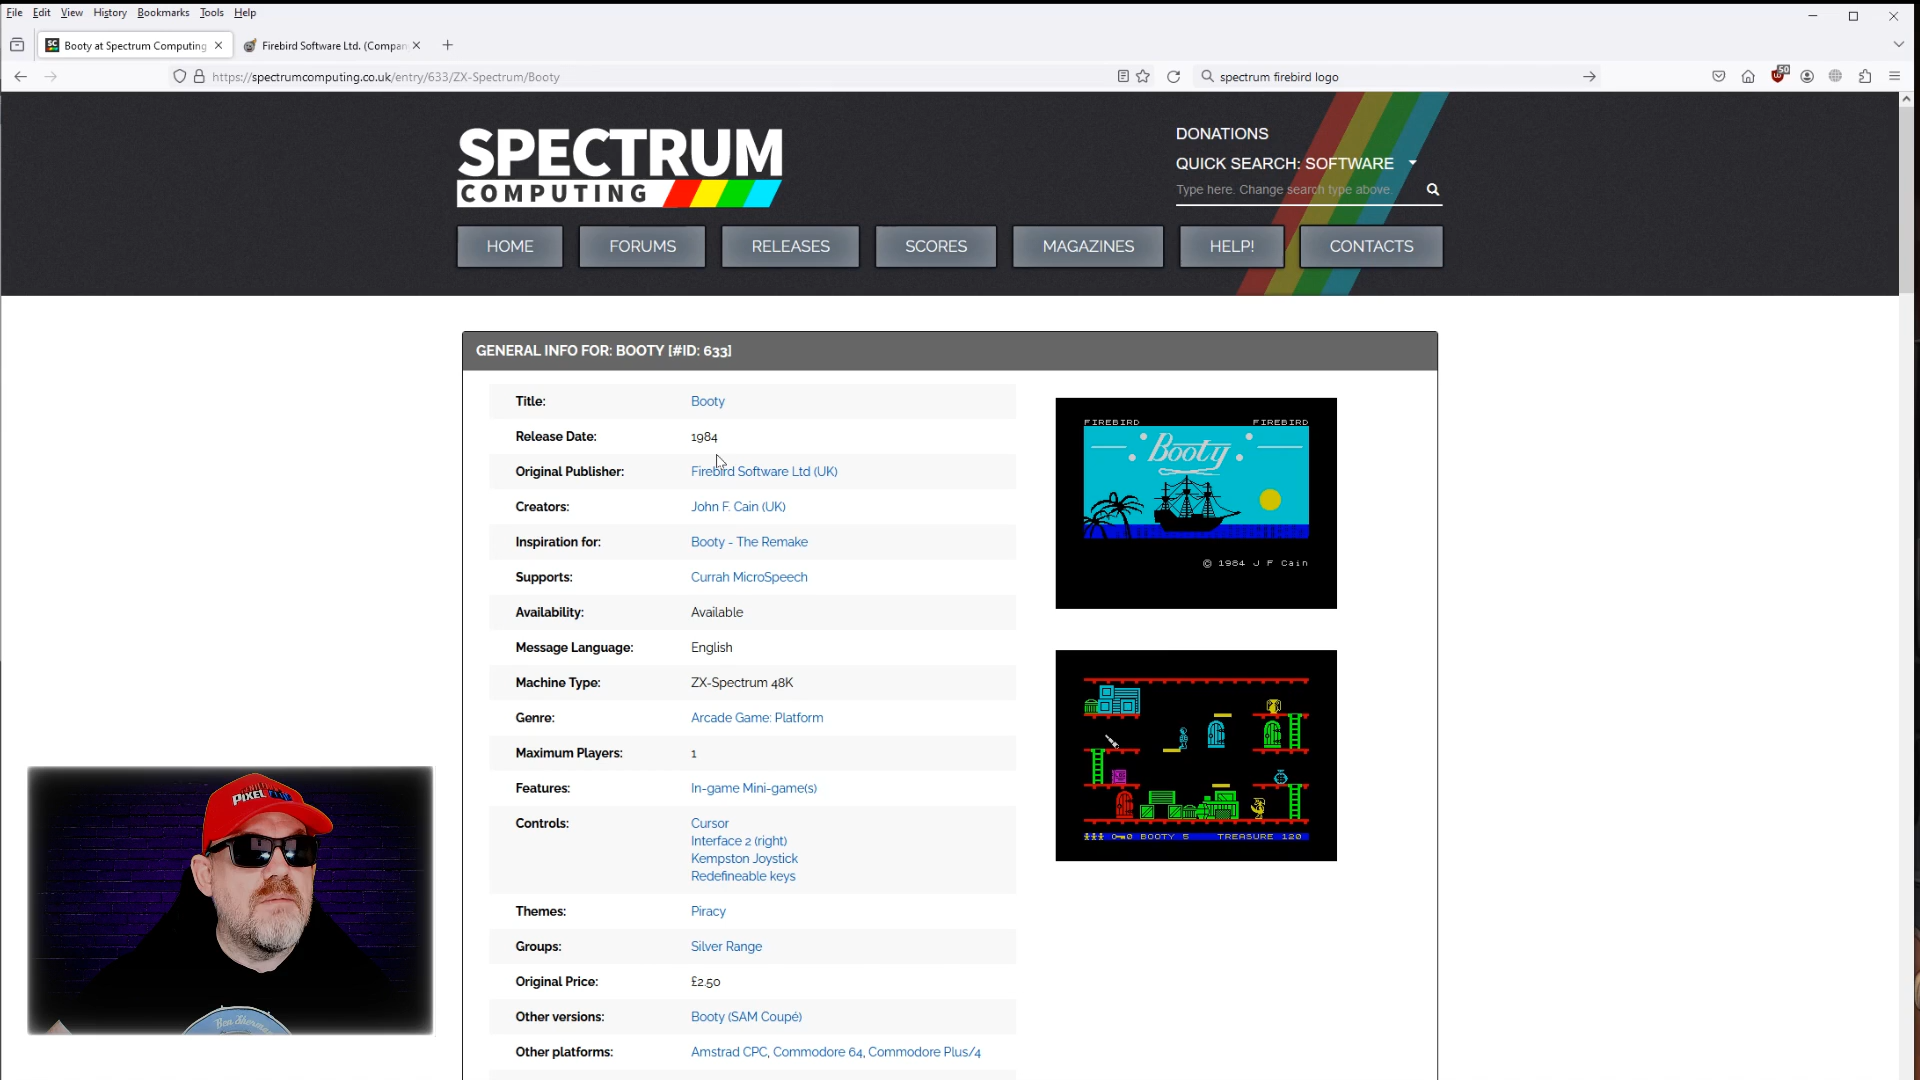 File Edit View History Bookmarks Tools Help
Booty at Spectrum Computing
Firebird Software Ltd. (Compan
https://spectrumcomputing.co.uk/entry/633/ZX-Spectrum/Booty
spectrum firebird logo
50
SPECTRUM
COMPUTING
DONATIONS
QUICK SEARCH: SOFTWARE
Type here. Change search type above.
HOME
FORUMS
RELEASES
SCORES
MAGAZINES
HELP!
CONTACTS
GENERAL INFO FOR: BOOTY [#ID: 633]
Title: Booty
Release Date: 1984
Original Publisher: Firebird Software Ltd (UK)
Creators: John F. Cain (UK)
Inspiration for: Booty - The Remake
Supports: Currah MicroSpeech
Availability: Available
Message Language: English
Machine Type: ZX-Spectrum 48K
Genre: Arcade Game: Platform
Maximum Players: 1
Features: In-game Mini-game(s)
Controls: Cursor
Interface 2 (right)
Kempston Joystick
Redefineable keys
Themes: Piracy
Groups: Silver Range
Original Price: £2.50
Other versions: Booty (SAM Coupé)
Other platforms: Amstrad CPC, Commodore 64, Commodore Plus/4
FIREBIRD FIREBIRD
Booty
© 1984 J F Cain
0 BOOTY 5 TREASURE 120
PIXEL
Ben Sherman